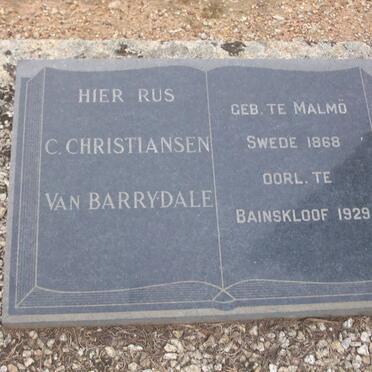 HIER RUS
C. CHRISTIANSEN
VAN BARRYDALE
GEB. TE MALMÖ
SWEDE 1868
OORL. TE
BAINSKLOOF 1929